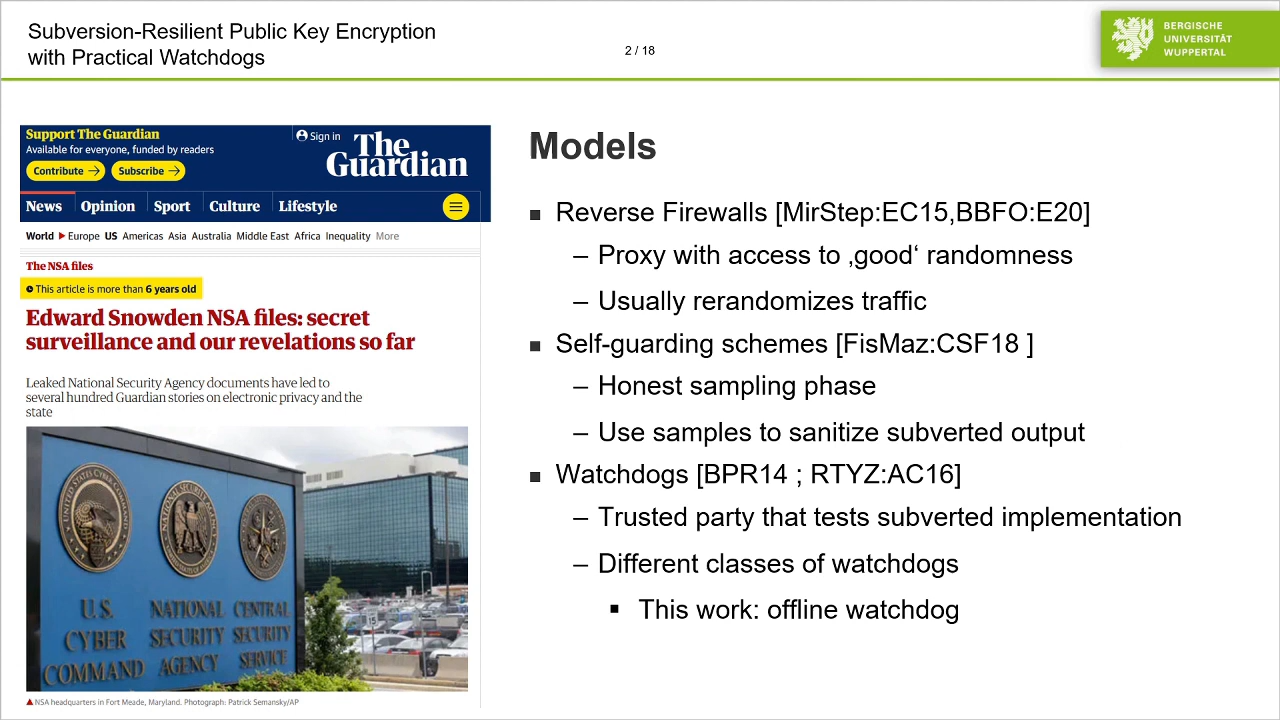 Subversion-Resilient Public Key Encryption
with Practical Watchdogs
2 / 18
BERGISCHE
UNIVERSITÄT
WUPPERTAL
Support The Guardian
Available for everyone, funded by readers
Contribute →
Subscribe →
Sign in
The
Guardian
News
Opinion
Sport
Culture
Lifestyle
World ▶ Europe US Americas Asia Australia Middle East Africa Inequality More
The NSA files
This article is more than 6 years old
Edward Snowden NSA files: secret
surveillance and our revelations so far
Leaked National Security Agency documents have led to
several hundred Guardian stories on electronic privacy and the
state
U.S.
CYBER
COMMAND
NATIONAL
SECURITY
AGENCY
CENTRAL
SECURITY
SERVICE
▲ NSA headquarters in Fort Meade, Maryland. Photograph: Patrick Semansky/AP
Models
▪ Reverse Firewalls [MirStep:EC15,BBFO:E20]
– Proxy with access to ‚good‘ randomness
– Usually rerandomizes traffic
▪ Self-guarding schemes [FisMaz:CSF18 ]
– Honest sampling phase
– Use samples to sanitize subverted output
▪ Watchdogs [BPR14 ; RTYZ:AC16]
– Trusted party that tests subverted implementation
– Different classes of watchdogs
▪ This work: offline watchdog